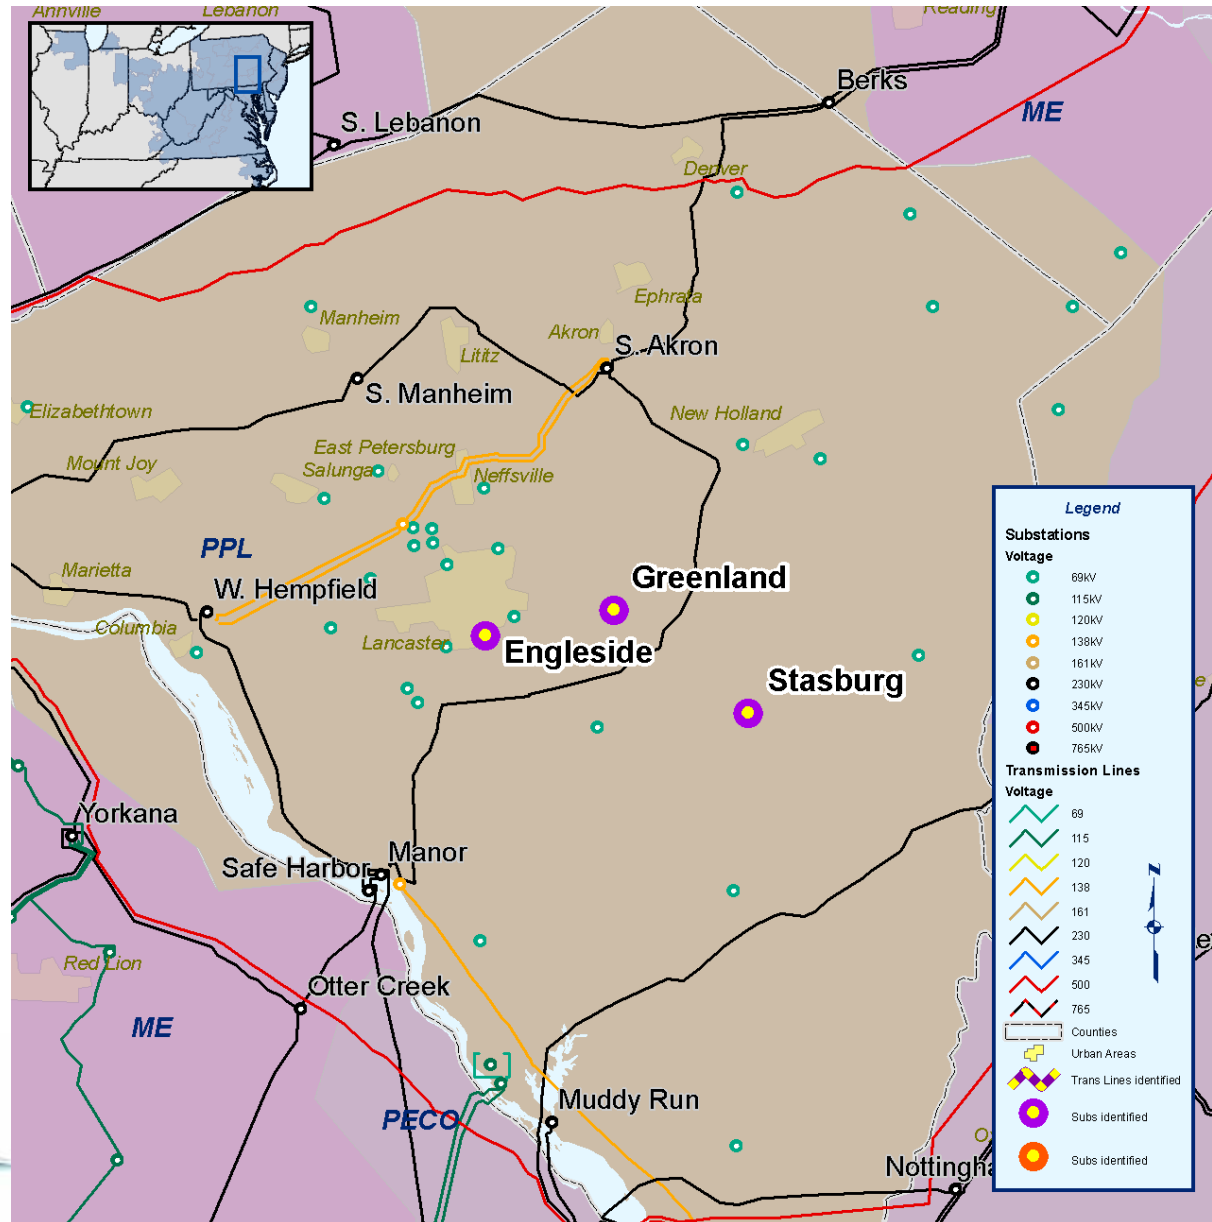 Annville
Lebanon
Reading
Berks
ME
S. Lebanon
Denver
Ephrata
Manheim
Akron
S. Akron
Lititz
S. Manheim
Elizabethtown
New Holland
East Petersburg
Mount Joy
Salunga
Neffsville
PPL
Marietta
W. Hempfield
Greenland
Columbia
Lancaster
Engleside
Stasburg
Yorkana
Manor
Safe Harbor
Red Lion
Otter Creek
ME
PECO
Muddy Run
Nottingha
Legend
Substations
Voltage
69kV
115kV
120kV
138kV
161kV
230kV
345kV
500kV
765kV
Transmission Lines
Voltage
69
115
120
138
161
230
345
500
765
Counties
Urban Areas
Trans Lines identified
Subs identified
Subs identified